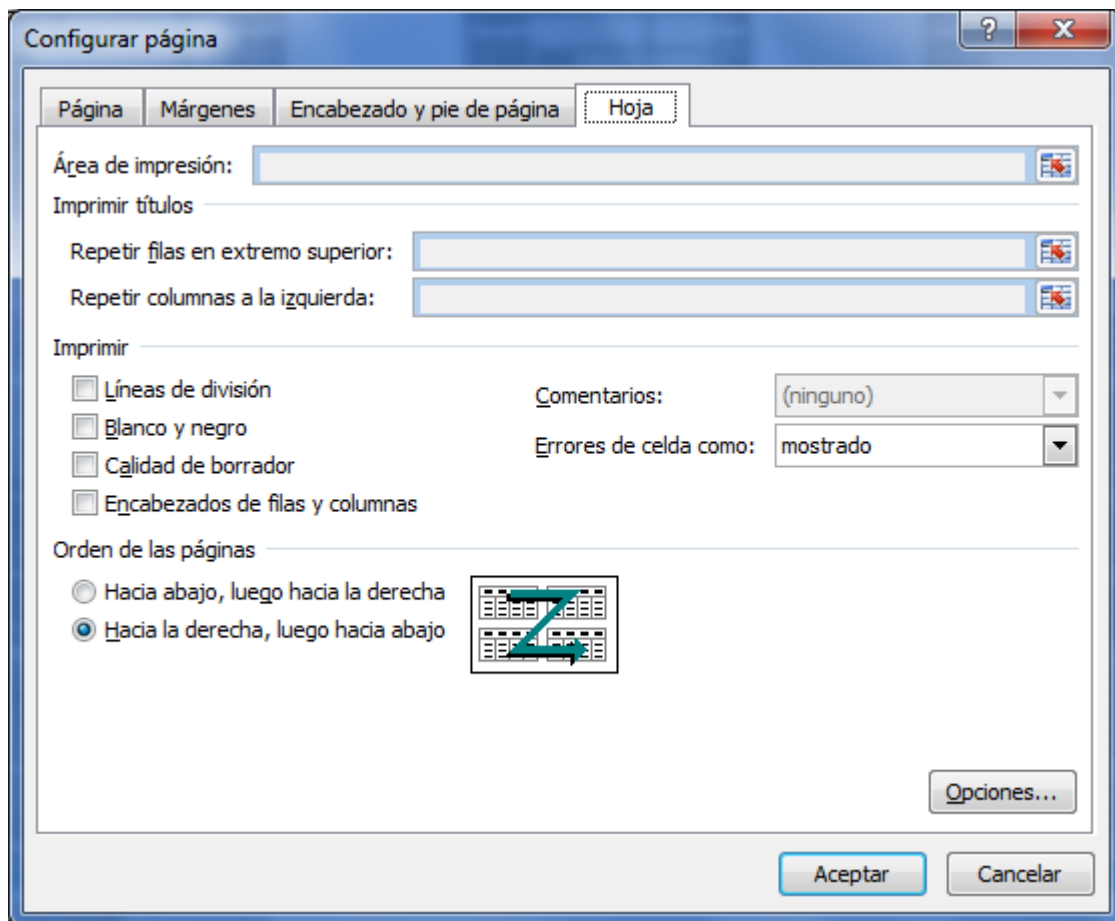 Configurar página
Página Márgenes Encabezado y pie de página Hoja
Área de impresión:
Imprimir títulos
Repetir filas en extremo superior:
Repetir columnas a la izquierda:
Imprimir
Líneas de división
Comentarios: (ninguno)
Blanco y negro
Errores de celda como: mostrado
Calidad de borrador
Encabezados de filas y columnas
Orden de las páginas
Hacia abajo, luego hacia la derecha
Hacia la derecha, luego hacia abajo
Opciones...
Aceptar Cancelar